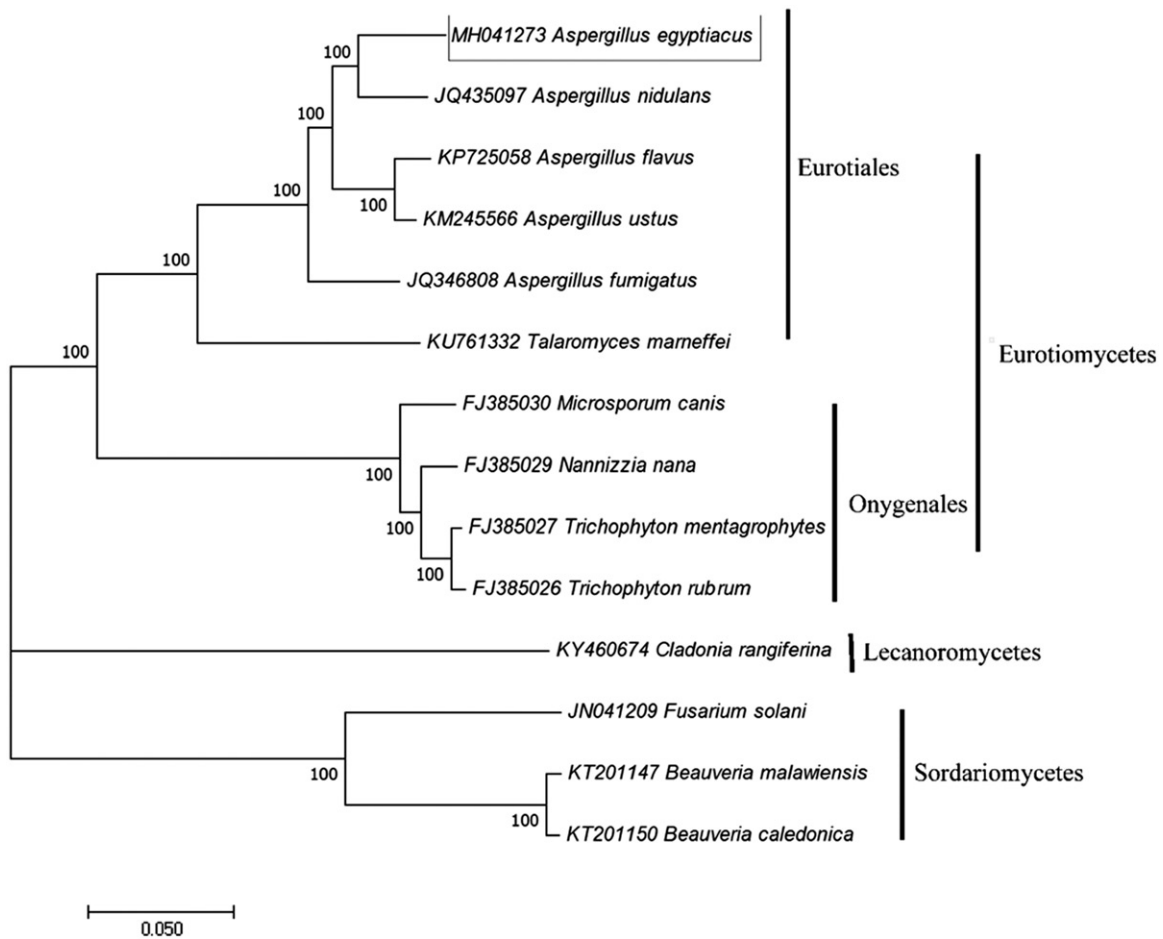 MH041273 Aspergillus egyptiacus
100
JQ435097 Aspergillus nidulans
100
KP725058 Aspergillus flavus
Eurotiales
100
100
KM245566 Aspergillus ustus
100
JQ346808 Aspergillus fumigatus
KU761332 Talaromyces marneffei
100
Eurotiomycetes
FJ385030 Microsporum canis
100
FJ385029 Nannizzia nana
Onygenales
100
FJ385027 Trichophyton mentagrophytes
100
FJ385026 Trichophyton rubrum
KY460674 Cladonia rangiferina
Lecanoromycetes
JN041209 Fusarium solani
100
KT201147 Beauveria malawiensis
Sordariomycetes
100
KT201150 Beauveria caledonica
0.050